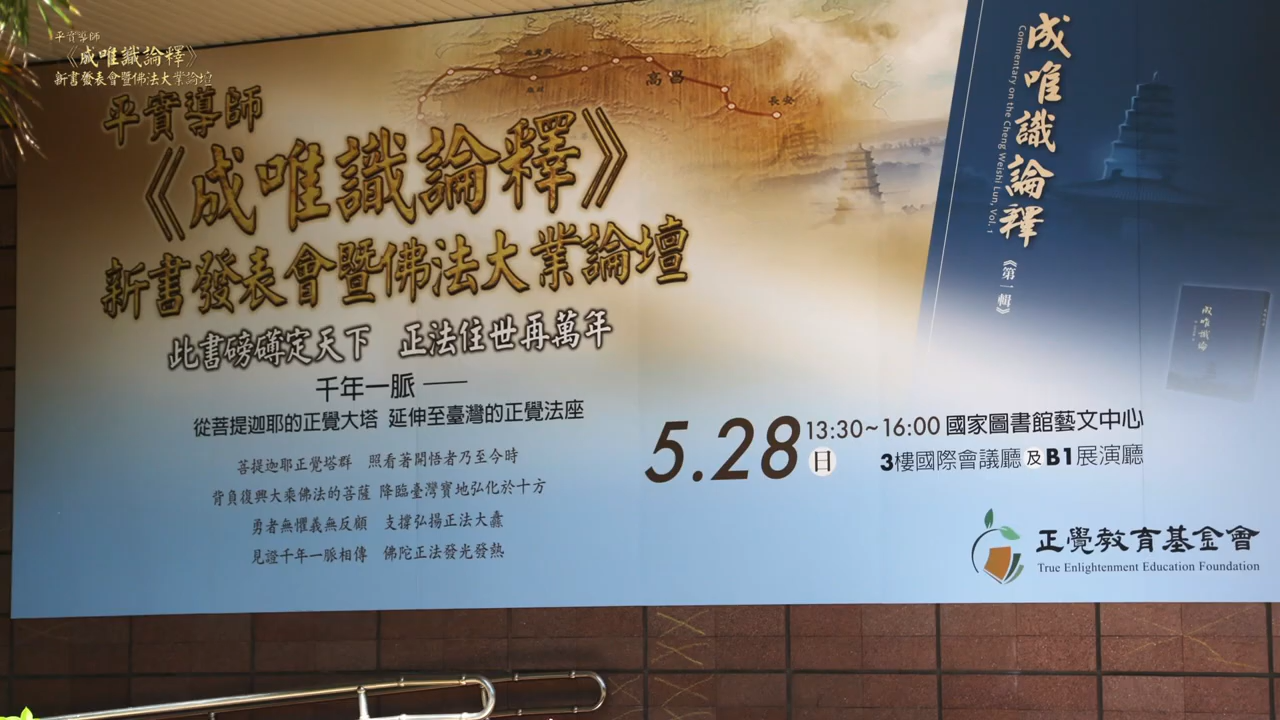 平實導師
《成唯識論釋》
新書發表會暨佛法大業論壇
平實導師
《成唯識論釋》
新書發表會暨佛法大業論壇
此書磅礡定天下 正法住世再萬年
千年一脈——
從菩提迦耶的正覺大塔 延伸至臺灣的正覺法座
菩提迦耶正覺塔群 照看著開悟者乃至今時
背負復興大乘佛法的菩薩 降臨臺灣寶地弘化於十方
勇者無懼義無反顧 支撐弘揚正法大纛
見證千年一脈相傳 佛陀正法發光發熱
高昌
長安
成唯識論釋
Commentary on the Cheng Weishi Lun, Vol. 1
《第一輯》
成唯識論
5.28
日
13:30~16:00 國家圖書館藝文中心
3樓國際會議廳及B1展演廳
正覺教育基金會
True Enlightenment Education Foundation